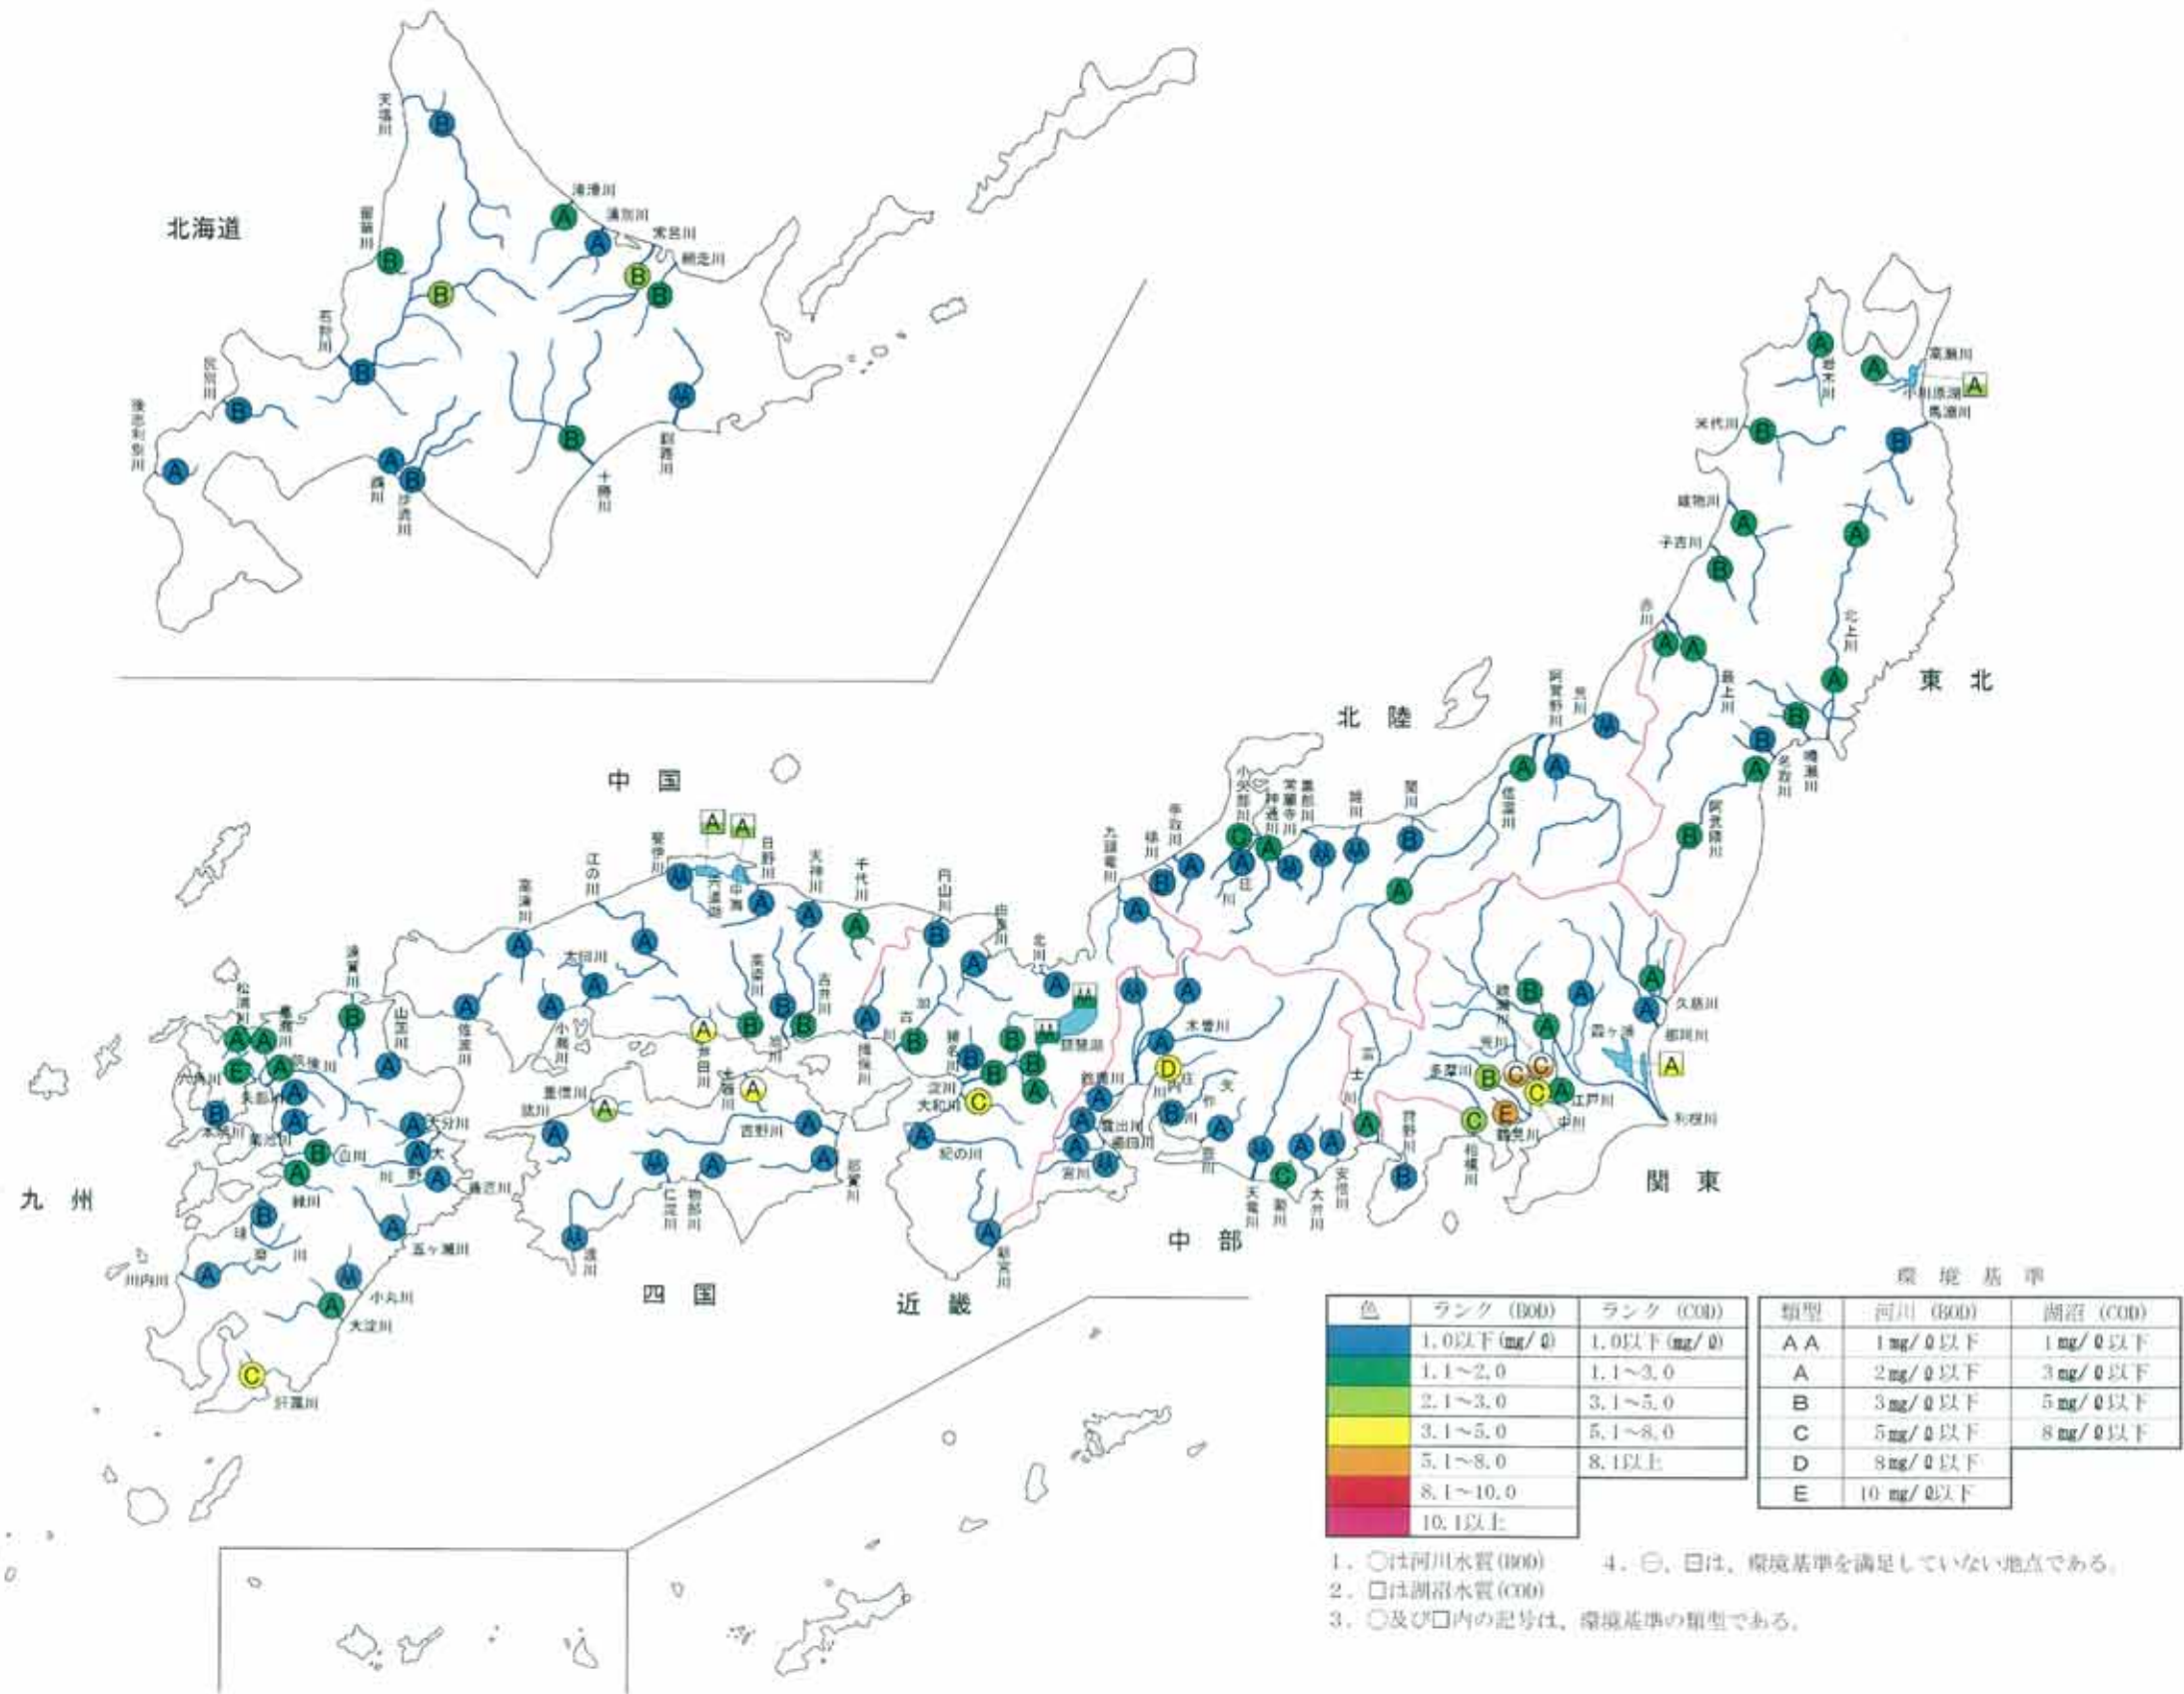 北海道
天塩川
B
渚滑川
A
湧別川
A
留萌川
B
常呂川
B
網走川
B
B
石狩川
B
尻別川
B
後志利別川
A
A
鵡川
B
沙流川
B
十勝川
AA
釧路川
東 北
A
岩木川
A
高瀬川
小川原湖
A
馬淵川
B
米代川
B
雄物川
A
A
子吉川
B
北上川
A
赤川
A
A
最上川
B
鳴瀬川
B
名取川
A
阿武隈川
B
北 陸
荒川
AA
阿賀野川
A
A
信濃川
A
関川
B
姫川
AA
黒部川
AA
常願寺川
AA
神通川
A
小矢部川
C
庄川
A
手取川
A
梯川
B
九頭竜川
A
関 東
久慈川
A
那珂川
A
霞ヶ浦
A
利根川
A
B
A
綾瀬川
C
荒川
C
江戸川
A
中川
C
多摩川
B
鶴見川
E
相模川
C
中 部
富士川
A
狩野川
B
安倍川
A
大井川
A
菊川
C
天竜川
AA
豊川
A
矢作川
B
庄内川
D
木曽川
A
A
AA
鈴鹿川
A
雲出川
A
櫛田川
A
宮川
AA
近 畿
新宮川
A
紀の川
A
大和川
C
淀川
B
B
B
A
猪名川
B
琵琶湖
AA
AA
北川
A
由良川
A
円山川
B
加古川
B
揖保川
A
中 国
千代川
A
天神川
A
日野川
A
中海
A
宍道湖
A
斐伊川
AA
江の川
A
高津川
A
吉井川
B
旭川
B
高梁川
B
芦田川
A
太田川
A
小瀬川
A
佐波川
A
四 国
吉野川
A
那賀川
A
土器川
A
重信川
A
肱川
A
物部川
A
仁淀川
AA
渡川
AA
九 州
遠賀川
B
山国川
A
松浦川
A
嘉瀬川
A
筑後川
A
六角川
E
矢部川
A
本明川
B
菊池川
A
白川
B
緑川
A
大分川
A
大野川
A
番匠川
A
五ヶ瀬川
A
球磨川
B
川内川
A
小丸川
AA
大淀川
A
肝属川
C
環 境 基 準
色 ランク (BOD) ランク (COD)
1.0以下(mg/ℓ) 1.0以下(mg/ℓ)
1.1～2.0 1.1～3.0
2.1～3.0 3.1～5.0
3.1～5.0 5.1～8.0
5.1～8.0 8.1以上
8.1～10.0
10.1以上
類型 河川 (BOD) 湖沼 (COD)
AA 1mg/ℓ以下 1mg/ℓ以下
A 2mg/ℓ以下 3mg/ℓ以下
B 3mg/ℓ以下 5mg/ℓ以下
C 5mg/ℓ以下 8mg/ℓ以下
D 8mg/ℓ以下
E 10 mg/ℓ以下
1. ○は河川水質(BOD)
2. □は湖沼水質(COD)
3. ○及び□内の記号は、環境基準の類型である。
4. ⊖、日は、環境基準を満足していない地点である。